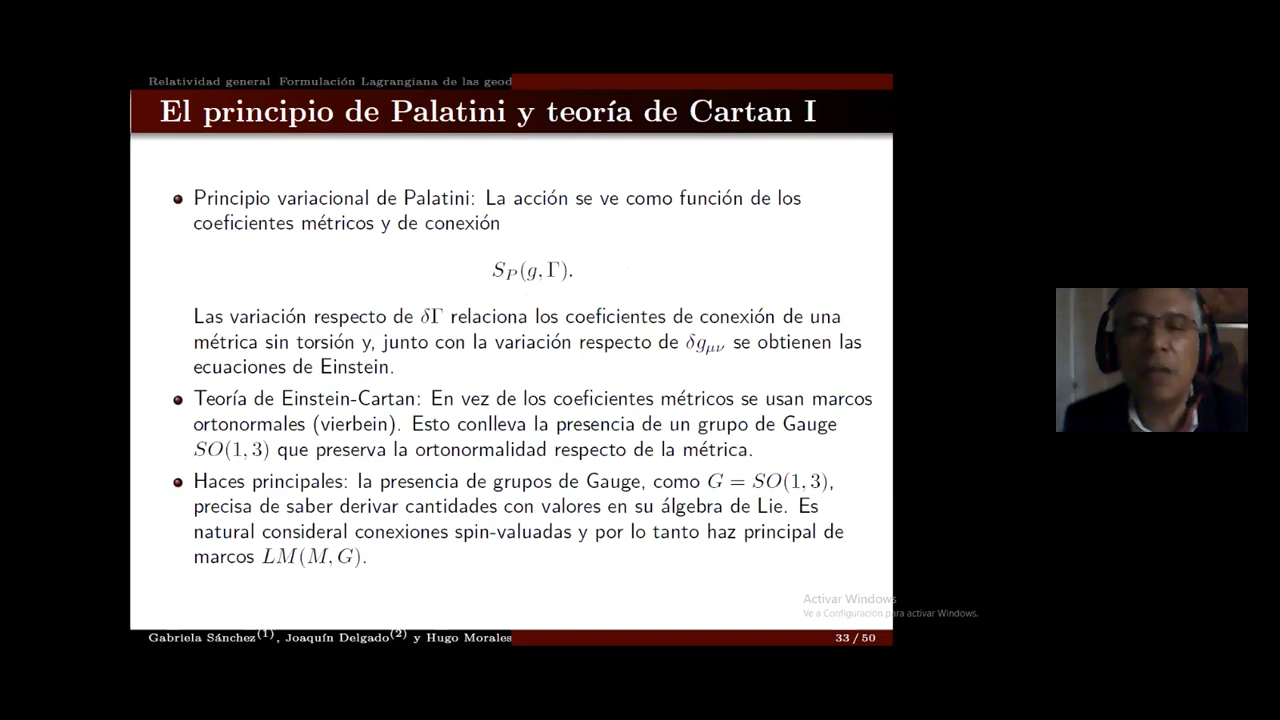 Relatividad general Formulación Lagrangiana de las geod
El principio de Palatini y teoría de Cartan I
Principio variacional de Palatini: La acción se ve como función de los
coeficientes métricos y de conexión
S_P(g, Γ).
Las variación respecto de δΓ relaciona los coeficientes de conexión de una
métrica sin torsión y, junto con la variación respecto de δg_μν se obtienen las
ecuaciones de Einstein.
Teoría de Einstein-Cartan: En vez de los coeficientes métricos se usan marcos
ortonormales (vierbein). Esto conlleva la presencia de un grupo de Gauge
SO(1, 3) que preserva la ortonormalidad respecto de la métrica.
Haces principales: la presencia de grupos de Gauge, como G = SO(1, 3),
precisa de saber derivar cantidades con valores en su álgebra de Lie. Es
natural consideral conexiones spin-valuadas y por lo tanto haz principal de
marcos LM(M, G).
Activar Windows
Ve a Configuración para activar Windows.
Gabriela Sánchez(1), Joaquín Delgado(2) y Hugo Morales
33 / 50